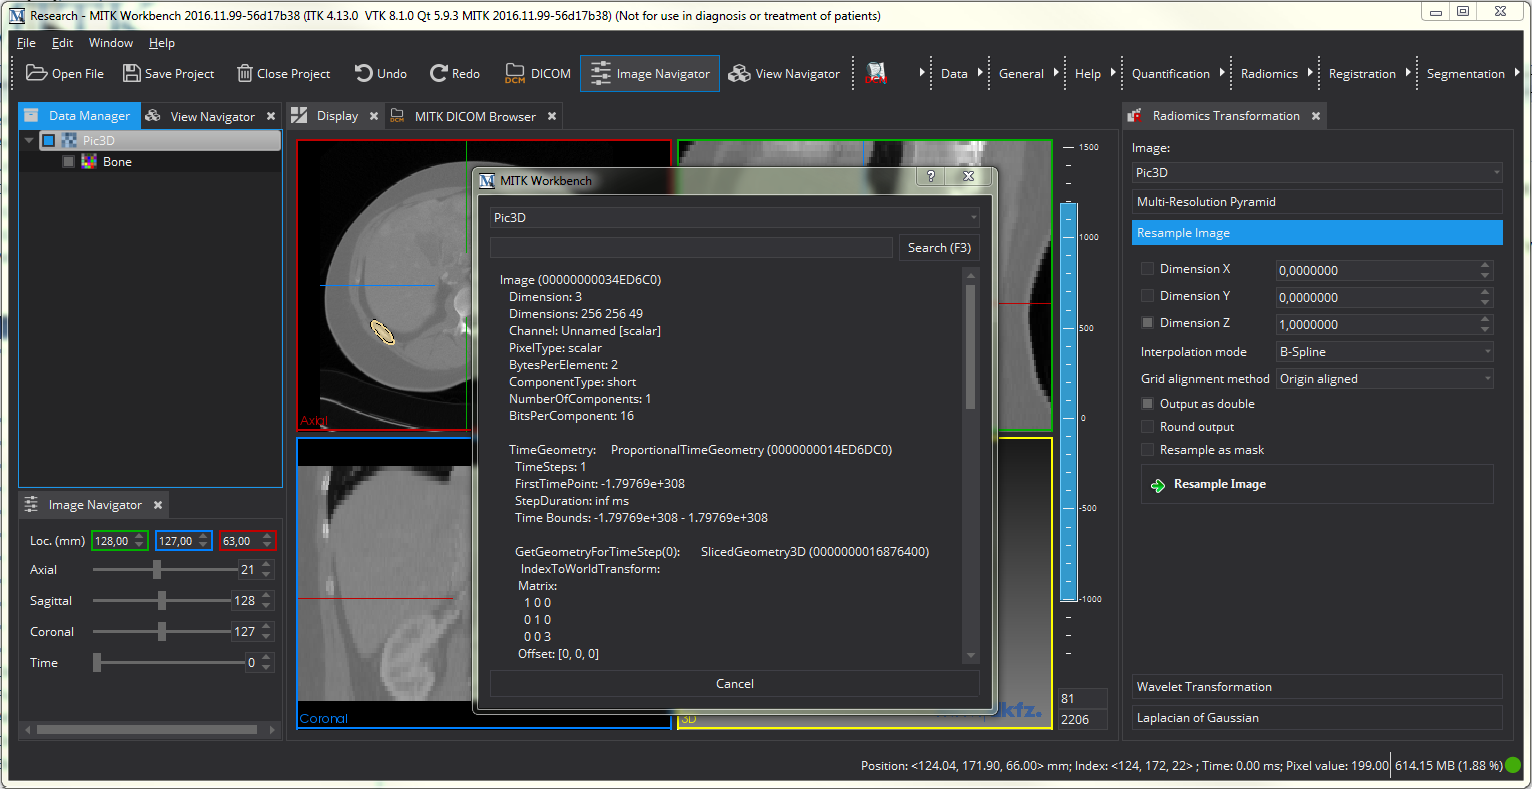 Research - MITK Workbench 2016.11.99-56d17b38 (ITK 4.13.0 VTK 8.1.0 Qt 5.9.3 MITK 2016.11.99-56d17b38) (Not for use in diagnosis or treatment of patients)
File Edit Window Help
Open File Save Project Close Project Undo Redo DCM DICOM Image Navigator View Navigator DCM Data General Help Quantification Radiomics Registration Segmentation
Data Manager View Navigator
Pic3D
Bone
Image Navigator
Loc. (mm) 128,00 127,00 63,00
Axial 21
Sagittal 128
Coronal 127
Time 0
Display DCM MITK DICOM Browser
Axial
Coronal
3D
dkfz.
1500
1000
500
0
-500
-1000
81
2206
MITK Workbench
Pic3D
Search (F3)
Image (00000000034ED6C0)
Dimension: 3
Dimensions: 256 256 49
Channel: Unnamed [scalar]
PixelType: scalar
BytesPerElement: 2
ComponentType: short
NumberOfComponents: 1
BitsPerComponent: 16
TimeGeometry: ProportionalTimeGeometry (0000000014ED6DC0)
TimeSteps: 1
FirstTimePoint: -1.79769e+308
StepDuration: inf ms
Time Bounds: -1.79769e+308 - 1.79769e+308
GetGeometryForTimeStep(0): SlicedGeometry3D (0000000016876400)
IndexToWorldTransform:
Matrix:
1 0 0
0 1 0
0 0 3
Offset: [0, 0, 0]
Cancel
Radiomics Transformation
Image:
Pic3D
Multi-Resolution Pyramid
Resample Image
Dimension X 0,0000000
Dimension Y 0,0000000
Dimension Z 1,0000000
Interpolation mode B-Spline
Grid alignment method Origin aligned
Output as double
Round output
Resample as mask
Resample Image
Wavelet Transformation
Laplacian of Gaussian
Position: <124.04, 171.90, 66.00> mm; Index: <124, 172, 22> ; Time: 0.00 ms; Pixel value: 199.00 614.15 MB (1.88 %)